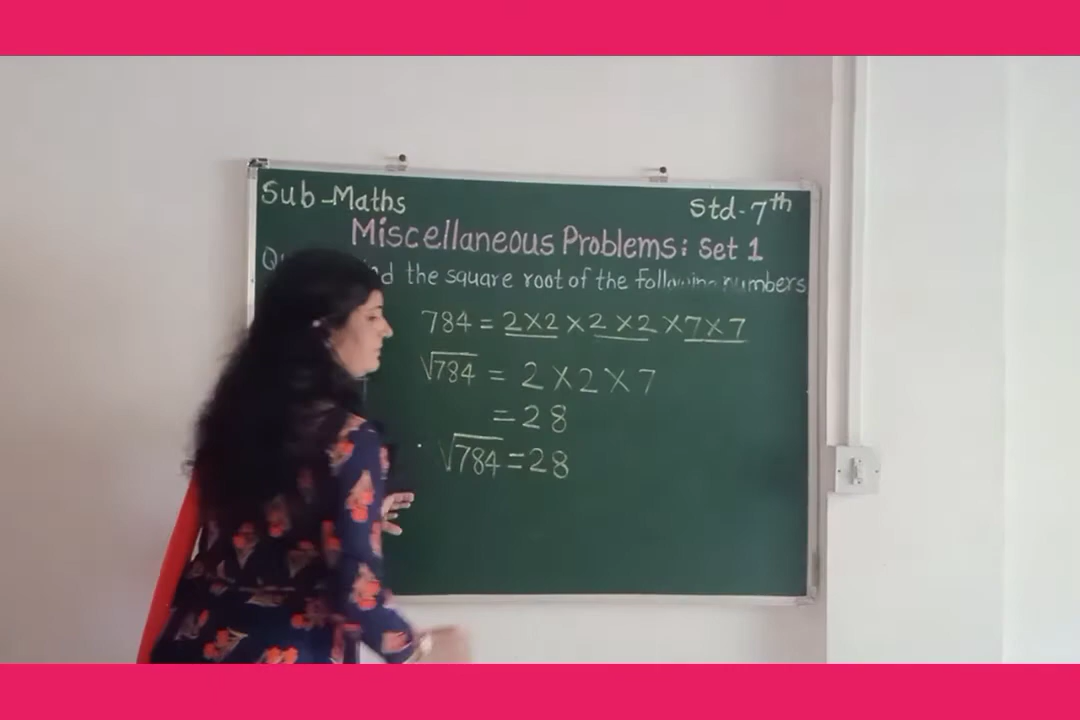 Sub-Maths
Std-7th
Miscellaneous Problems: Set 1
the square root of the following numbers
784 = 2×2 × 2×2 × 7×7
√784 = 2×2×7
=28
√784 = 28